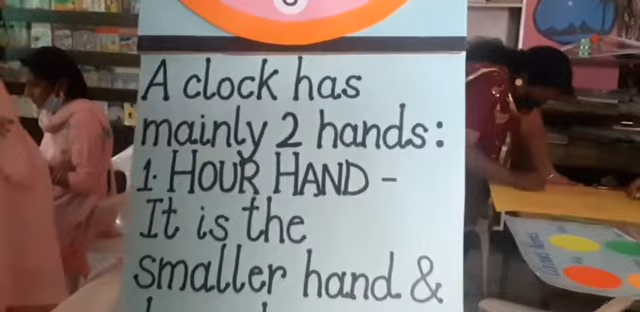 A clock has
mainly 2 hands:
1. HOUR HAND -
It is the
smaller hand &